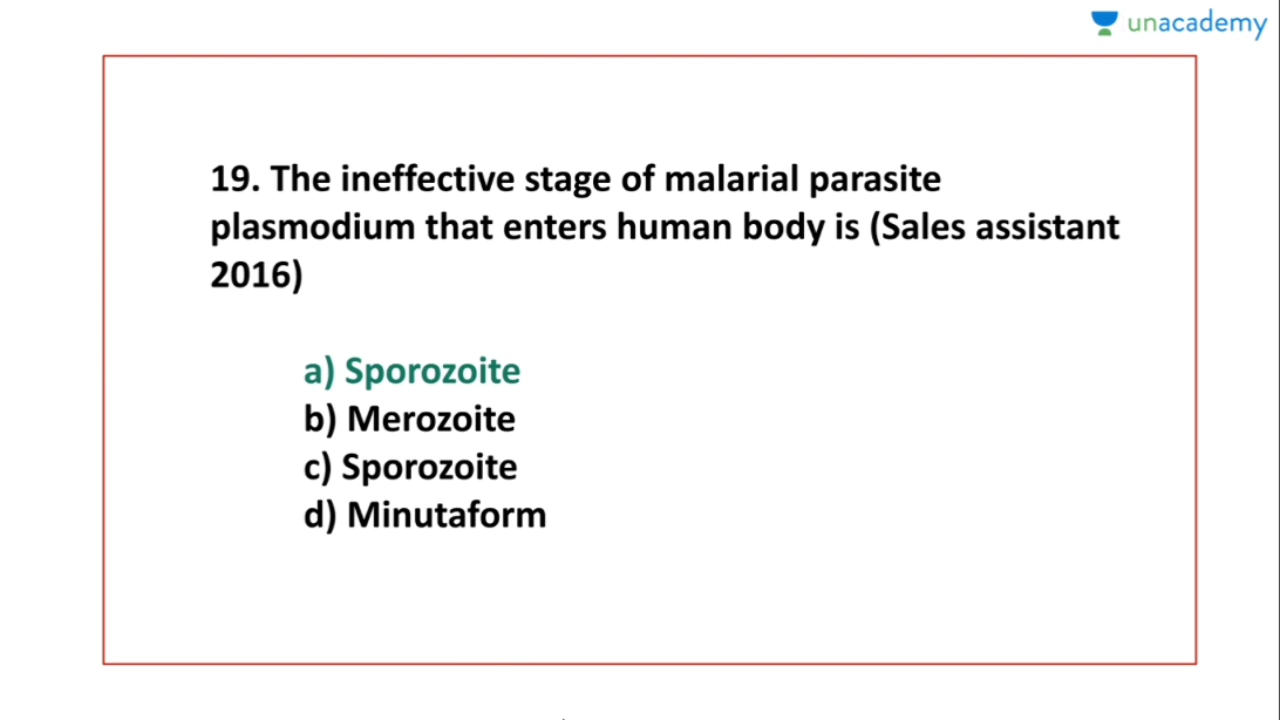 unacademy
19. The ineffective stage of malarial parasite
plasmodium that enters human body is (Sales assistant
2016)
a) Sporozoite
b) Merozoite
c) Sporozoite
d) Minutaform